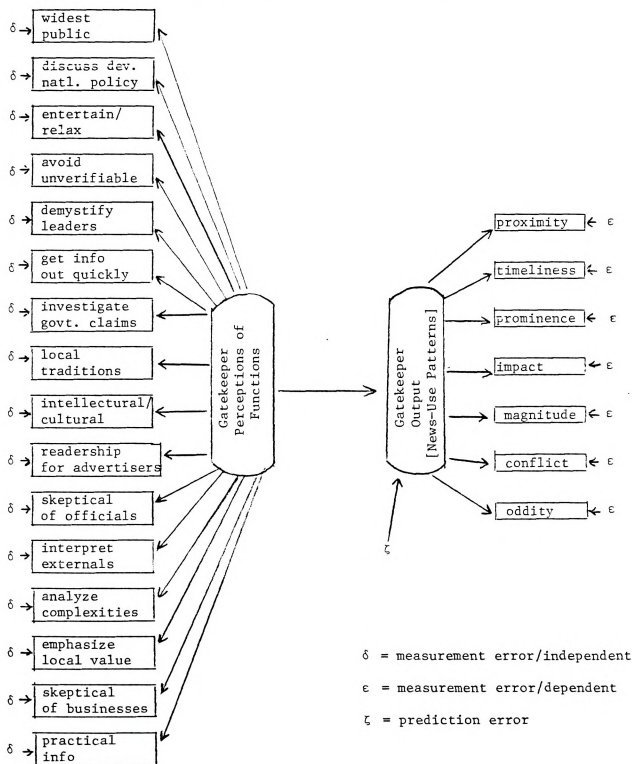 δ → widest
public
δ → discuss dev.
natl. policy
δ → entertain/
relax
δ → avoid
unverifiable
δ → demystify
leaders
δ → get info
out quickly
δ → investigate
govt. claims
δ → local
traditions
δ → intellectural/
cultural
δ → readership
for advertisers
δ → skeptical
of officials
δ → interpret
externals
δ → analyze
complexities
δ → emphasize
local value
δ → skeptical
of businesses
δ → practical
info
Gatekeeper
Perceptions of
Functions
Gatekeeper
Output
[News-Use Patterns]
ζ
proximity ← ε
timeliness ← ε
prominence ← ε
impact ← ε
magnitude ← ε
conflict ← ε
oddity ← ε
δ = measurement error/independent
ε = measurement error/dependent
ζ = prediction error